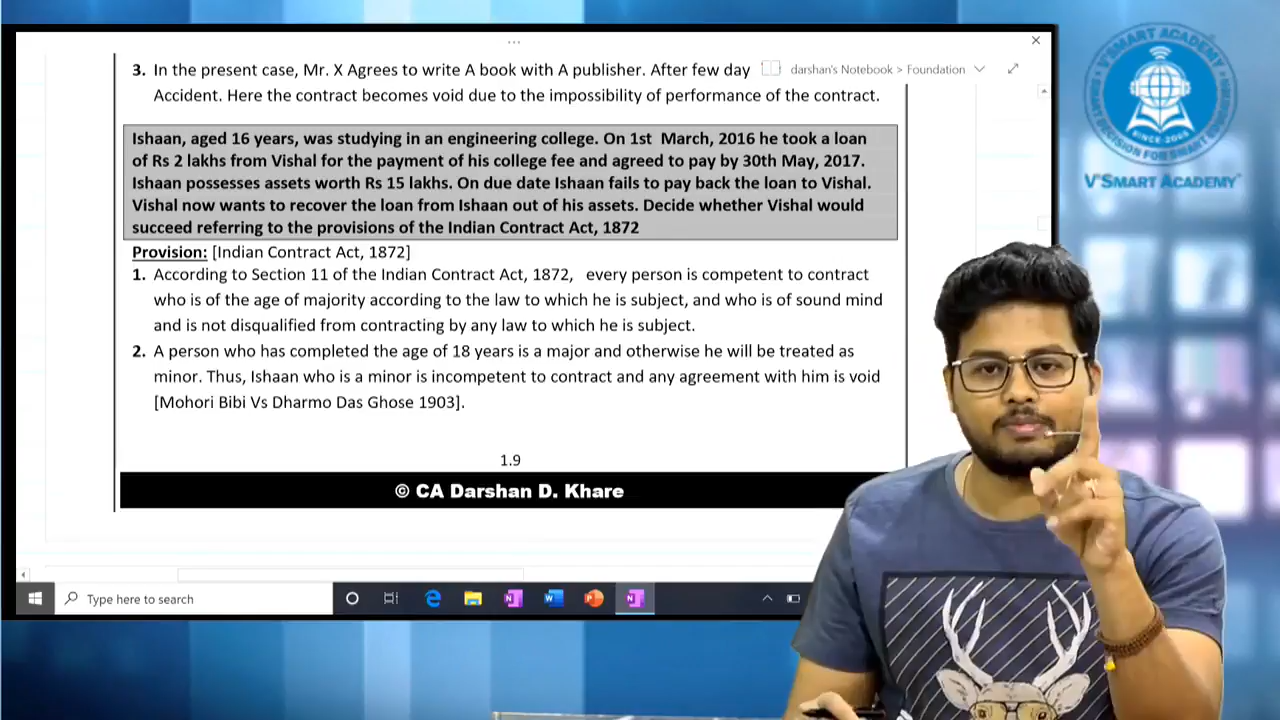 3. In the present case, Mr. X Agrees to write A book with A publisher. After few day
darshan's Notebook > Foundation
Accident. Here the contract becomes void due to the impossibility of performance of the contract.
Ishaan, aged 16 years, was studying in an engineering college. On 1st March, 2016 he took a loan
of Rs 2 lakhs from Vishal for the payment of his college fee and agreed to pay by 30th May, 2017.
Ishaan possesses assets worth Rs 15 lakhs. On due date Ishaan fails to pay back the loan to Vishal.
Vishal now wants to recover the loan from Ishaan out of his assets. Decide whether Vishal would
succeed referring to the provisions of the Indian Contract Act, 1872
Provision: [Indian Contract Act, 1872]
1. According to Section 11 of the Indian Contract Act, 1872, every person is competent to contract
who is of the age of majority according to the law to which he is subject, and who is of sound mind
and is not disqualified from contracting by any law to which he is subject.
2. A person who has completed the age of 18 years is a major and otherwise he will be treated as
minor. Thus, Ishaan who is a minor is incompetent to contract and any agreement with him is void
[Mohori Bibi Vs Dharmo Das Ghose 1903].
1.9
© CA Darshan D. Khare
Type here to search
V'SMART ACADEMY
SINCE 2005
V'SMART ACADEMY